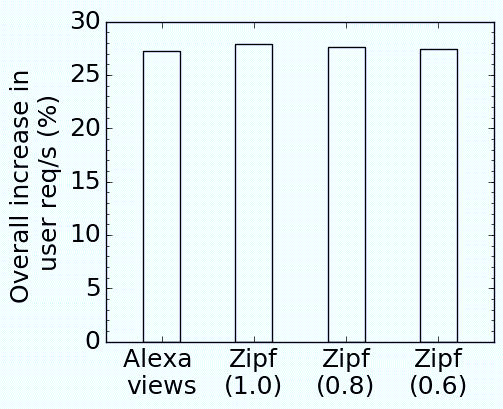 Overall increase in
user req/s (%)
30
25
20
15
10
5
0
Alexa
views
Zipf
(1.0)
Zipf
(0.8)
Zipf
(0.6)